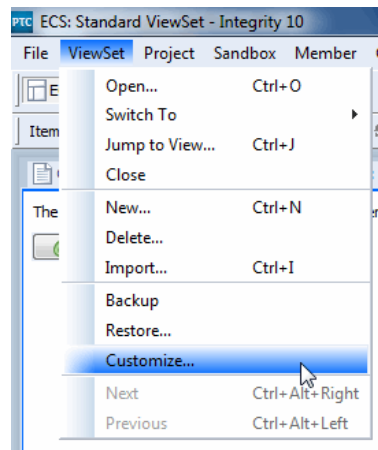 PTC ECS: Standard ViewSet - Integrity 10
File ViewSet Project Sandbox Member
Open... Ctrl+O
Switch To
Item
Jump to View... Ctrl+J
Close
The
New... Ctrl+N
Delete...
Import... Ctrl+I
Backup
Restore...
Customize...
Next Ctrl+Alt+Right
Previous Ctrl+Alt+Left